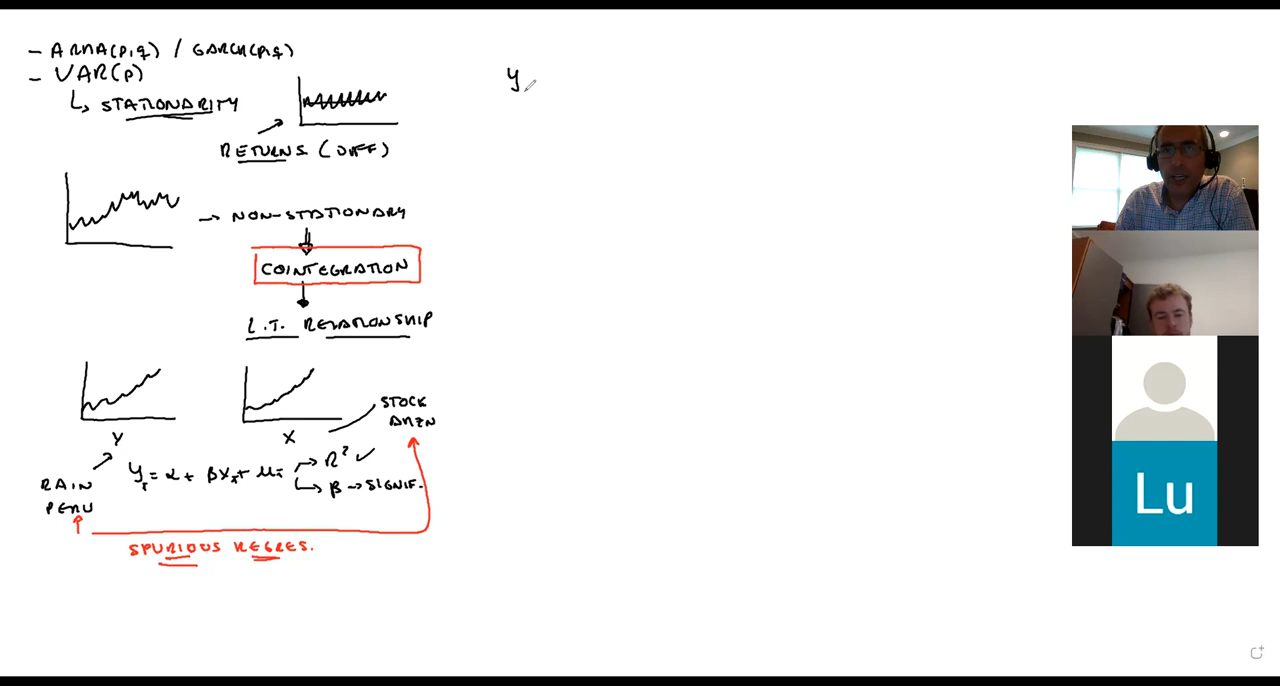 - ARMA(p,q) / GARCH(p,q)
- VAR(p)
↳ STATIONARITY
RETURNS (DIFF)
→ NON-STATIONARY
COINTEGRATION
L.T. RELATIONSHIP
Y X
STOCK
AMZN
RAIN
PERU
yₜ = α + βxₜ + uₜ
→ R² ✓
↳ β → SIGNIF.
SPURIOUS REGRES.
y
Lu